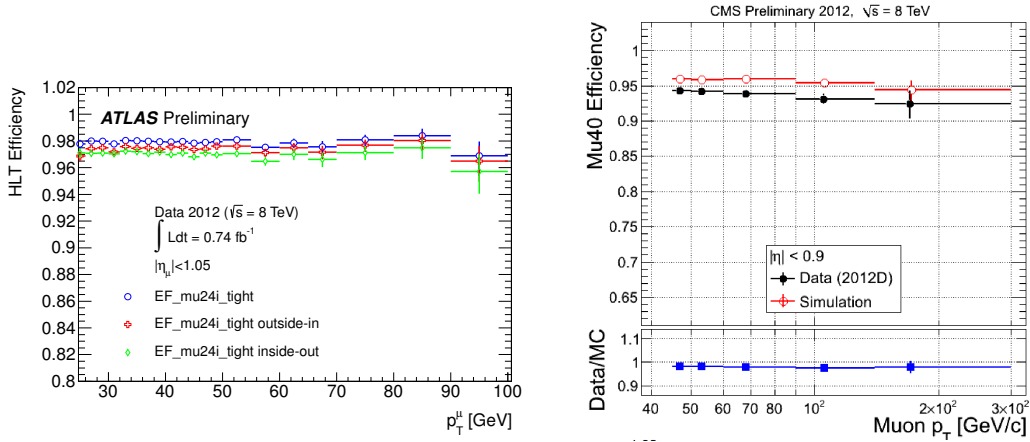 1.02
1
0.98
0.96
0.94
0.92
0.9
0.88
0.86
0.84
0.82
0.8
HLT Efficiency
ATLAS Preliminary
Data 2012 (√s = 8 TeV)
∫ Ldt = 0.74 fb⁻¹
|η_μ|<1.05
EF_mu24i_tight
EF_mu24i_tight outside-in
EF_mu24i_tight inside-out
30 40 50 60 70 80 90 100
p_T^μ [GeV]
CMS Preliminary 2012, √s = 8 TeV
Mu40 Efficiency
1
0.95
0.9
0.85
0.8
0.75
0.7
0.65
|η| < 0.9
Data (2012D)
Simulation
Data/MC
1.1
1
0.9
40 50 60 70 80 10² 2×10² 3×10²
Muon p_T [GeV/c]